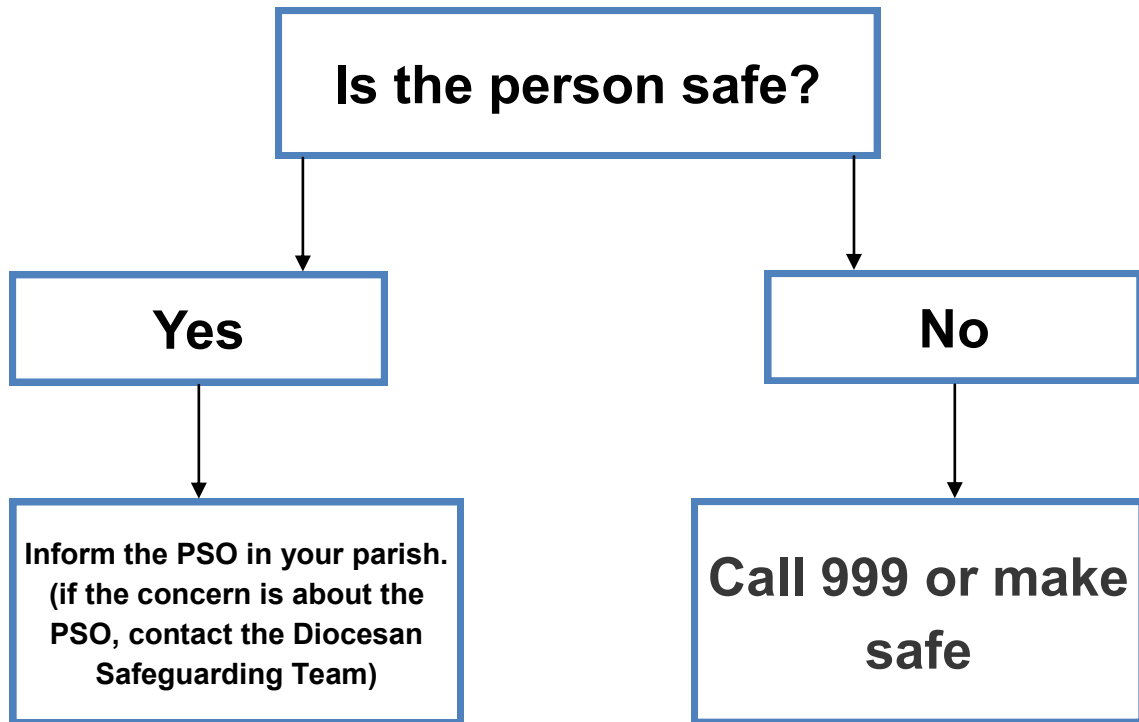 Is the person safe?
Yes
No
Inform the PSO in your parish.
(if the concern is about the
PSO, contact the Diocesan
Safeguarding Team)
Call 999 or make
safe